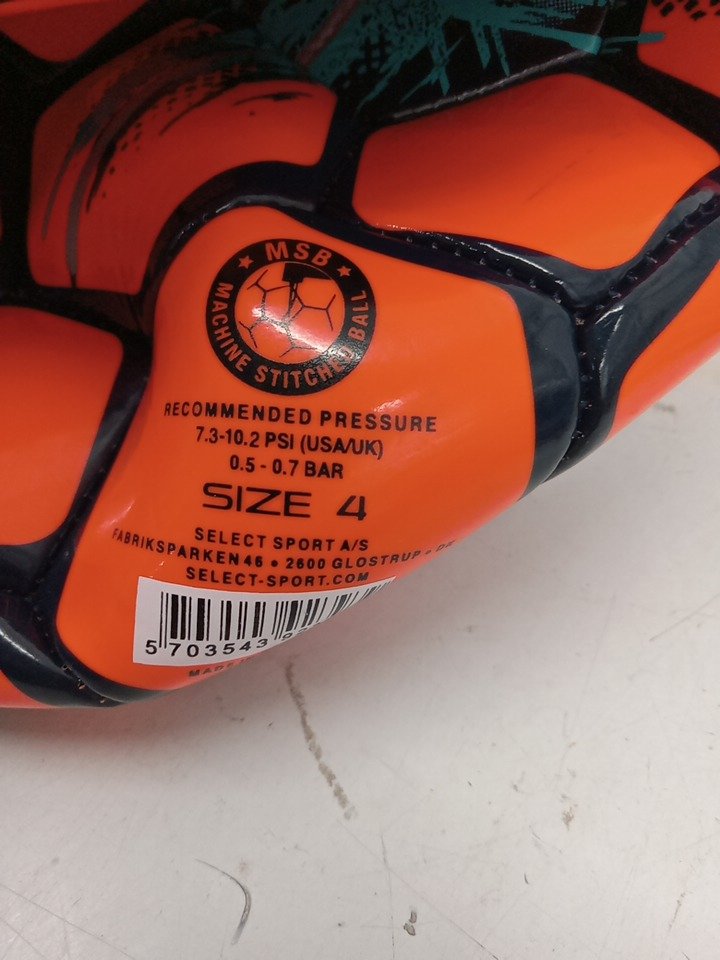 ★ MSB ★
MACHINE STITCHED BALL
RECOMMENDED PRESSURE
7.3-10.2 PSI (USA/UK)
0.5 - 0.7 BAR
SIZE 4
SELECT SPORT A/S
FABRIKSPARKEN 46 • 2600 GLOSTRUP • DK
SELECT-SPORT.COM
5 703543
MADE